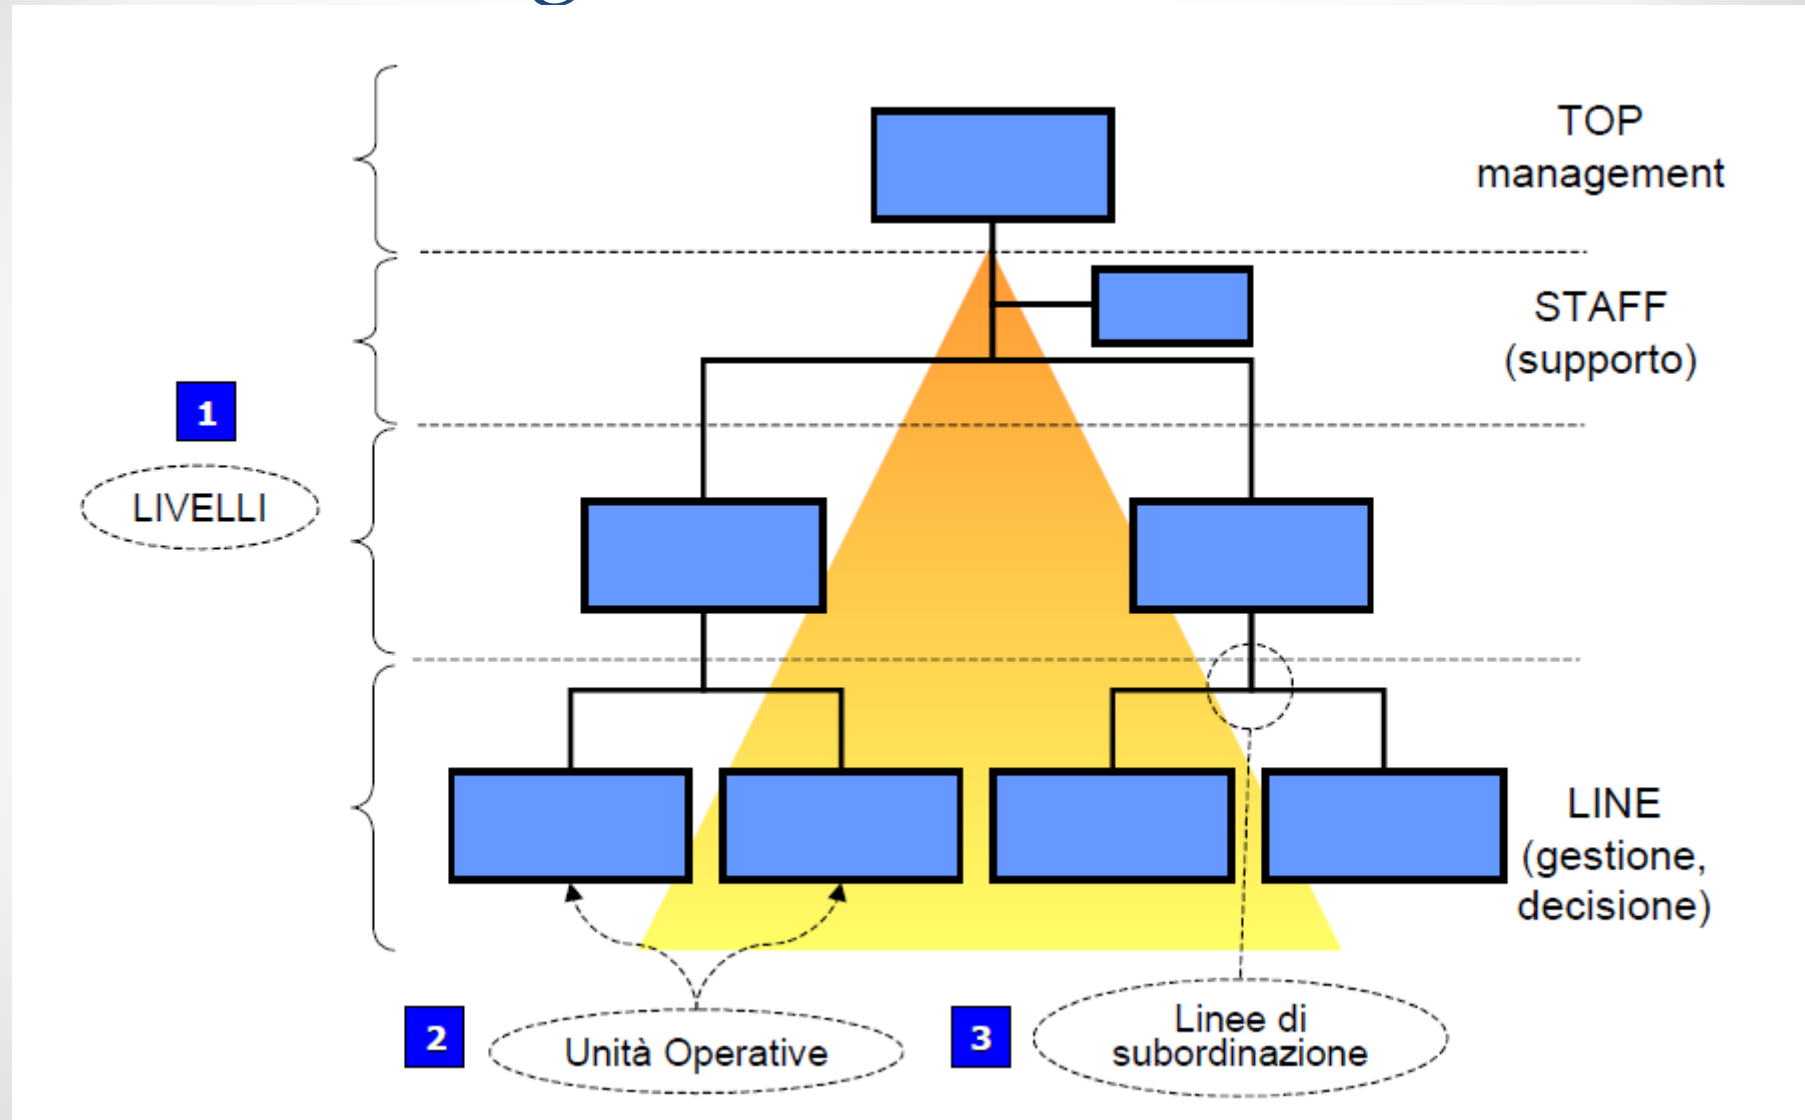 TOP
management
STAFF
(supporto)
1
LIVELLI
LINE
(gestione,
decisione)
2
Unità Operative
3
Linee di
subordinazione